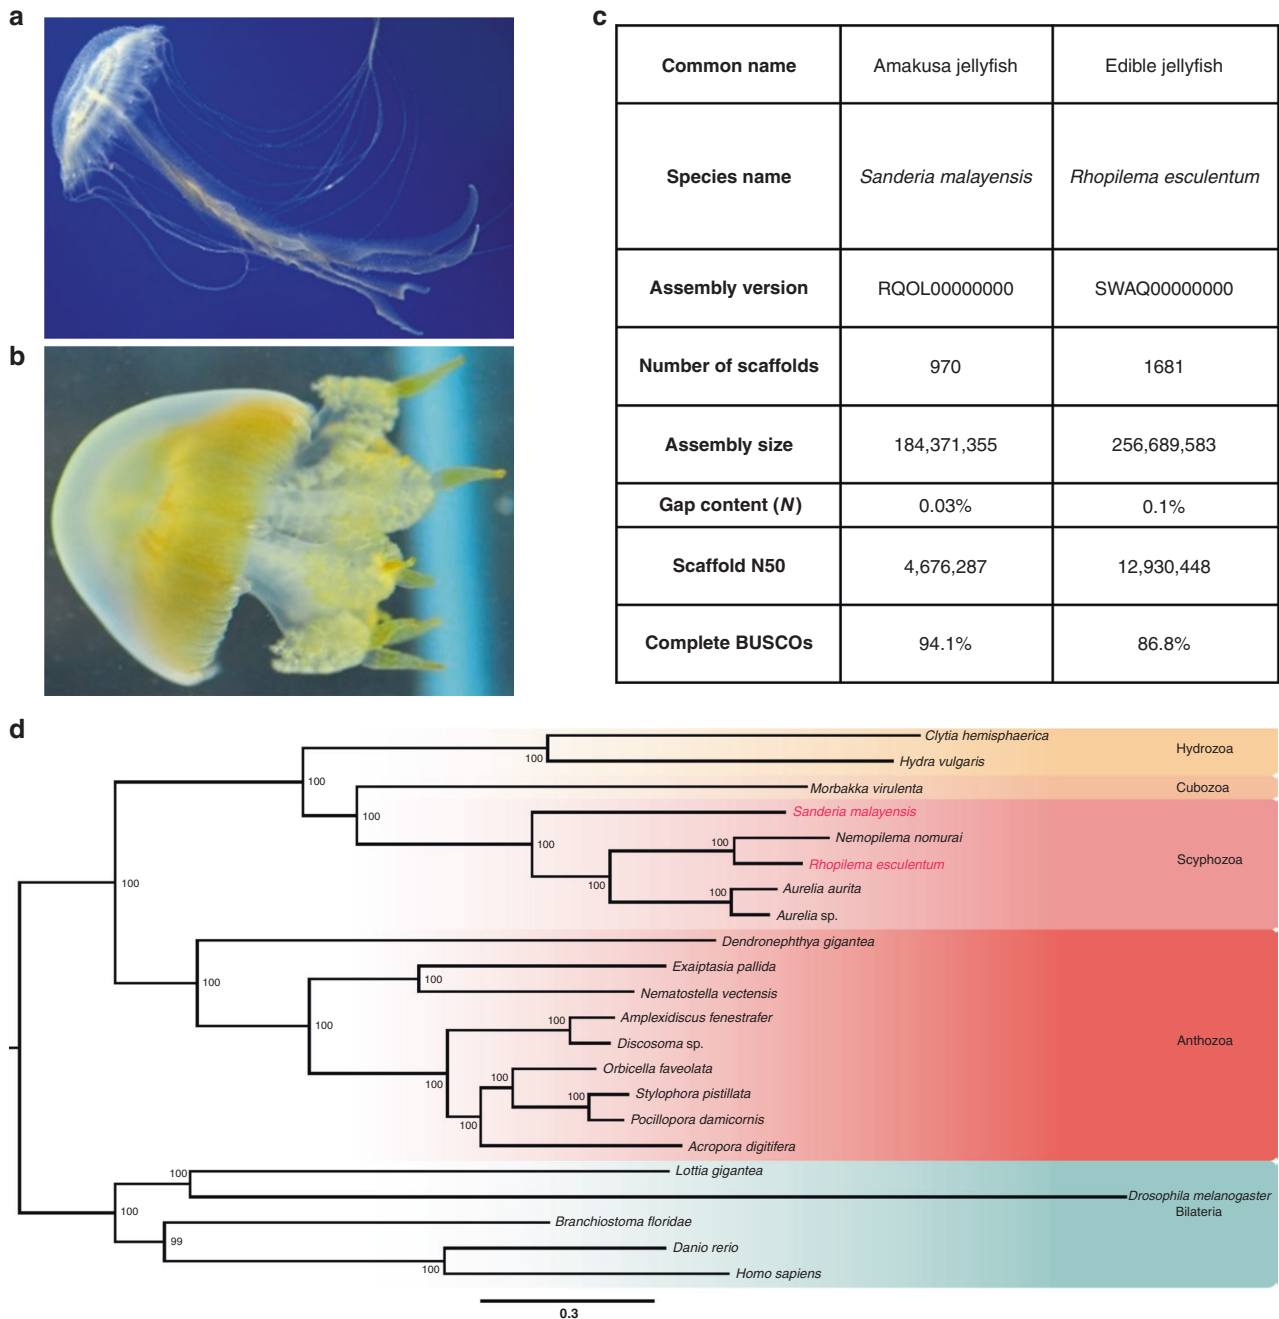 a
b
c
Common name Amakusa jellyfish Edible jellyfish
Species name Sanderia malayensis Rhopilema esculentum
Assembly version RQOL00000000 SWAQ00000000
Number of scaffolds 970 1681
Assembly size 184,371,355 256,689,583
Gap content (N) 0.03% 0.1%
Scaffold N50 4,676,287 12,930,448
Complete BUSCOs 94.1% 86.8%
d
Clytia hemisphaerica
100
Hydrozoa
Hydra vulgaris
100
Morbakka virulenta
Cubozoa
100
Sanderia malayensis
100
Nemopilema nomurai
100
Scyphozoa
Rhopilema esculentum
100
100
Aurelia aurita
100
Aurelia sp.
Dendronephthya gigantea
100
Exaiptasia pallida
100
Nematostella vectensis
100
Amplexidiscus fenestrafer
100
Discosoma sp.
Anthozoa
Orbicella faveolata
100
100
Stylophora pistillata
100
Pocillopora damicornis
100
Acropora digitifera
Lottia gigantea
100
Drosophila melanogaster
100
Bilateria
Branchiostoma floridae
99
Danio rerio
100
Homo sapiens
0.3